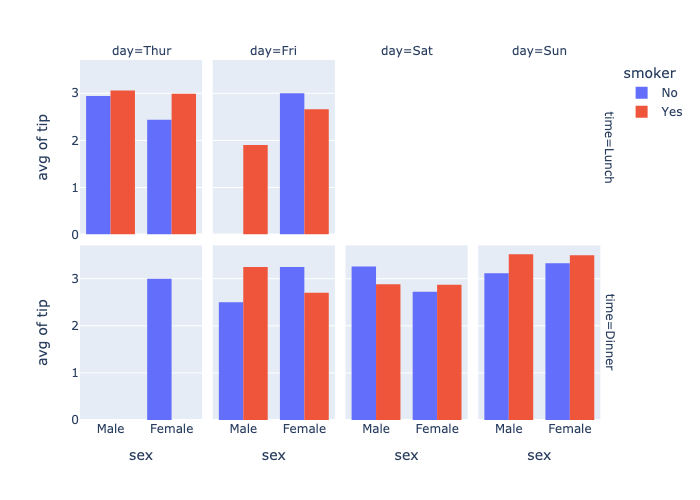 day=Thur
day=Fri
day=Sat
day=Sun
smoker
No
Yes
avg of tip
3
2
1
0
time=Lunch
avg of tip
3
2
1
0
time=Dinner
Male
Female
Male
Female
Male
Female
Male
Female
sex
sex
sex
sex